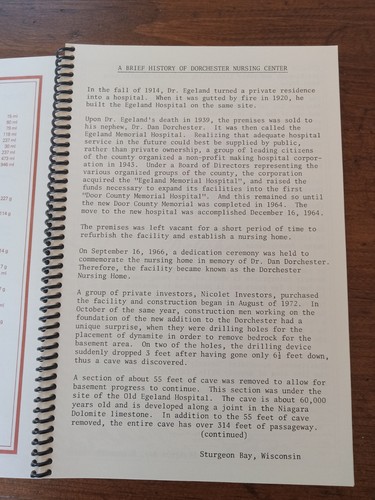 A BRIEF HISTORY OF DORCHESTER NURSING CENTER
In the fall of 1914, Dr. Egeland turned a private residence
into a hospital. When it was gutted by fire in 1920, he
built the Egeland Hospital on the same site.
Upon Dr. Egeland's death in 1939, the premises was sold to
his nephew, Dr. Dan Dorchester. It was then called the
Egeland Memorial Hospital. Realizing that adequate hospital
service in the future could best be supplied by public,
rather than private ownership, a group of leading citizens
of the county organized a non-profit making hospital corpor-
ation in 1943. Under a Board of Directors representing the
various organized groups of the county, the corporation
acquired the "Egeland Memorial Hospital", and raised the
funds necessary to expand its facilities into the first
"Door County Memorial Hospital". And this remained so until
the new Door County Memorial was completed in 1964. The
move to the new hospital was accomplished December 16, 1964.
The premises was left vacant for a short period of time to
refurbish the facility and establish a nursing home.
On September 16, 1966, a dedication ceremony was held to
commemorate the nursing home in memory of Dr. Dan Dorchester.
Therefore, the facility became known as the Dorchester
Nursing Home.
A group of private investors, Nicolet Investors, purchased
the facility and construction began in August of 1972. In
October of the same year, construction men working on the
foundation of the new addition to the Dorchester had a
unique surprise, when they were drilling holes for the
placement of dynamite in order to remove bedrock for the
basement area. On two of the holes, the drilling device
suddenly dropped 3 feet after having gone only 6½ feet down,
thus a cave was discovered.
A section of about 55 feet of cave was removed to allow for
basement progress to continue. This section was under the
site of the Old Egeland Hospital. The cave is about 60,000
years old and is developed along a joint in the Niagara
Dolomite limestone. In addition to the 55 feet of cave
removed, the entire cave has over 314 feet of passageway.
(continued)
Sturgeon Bay, Wisconsin